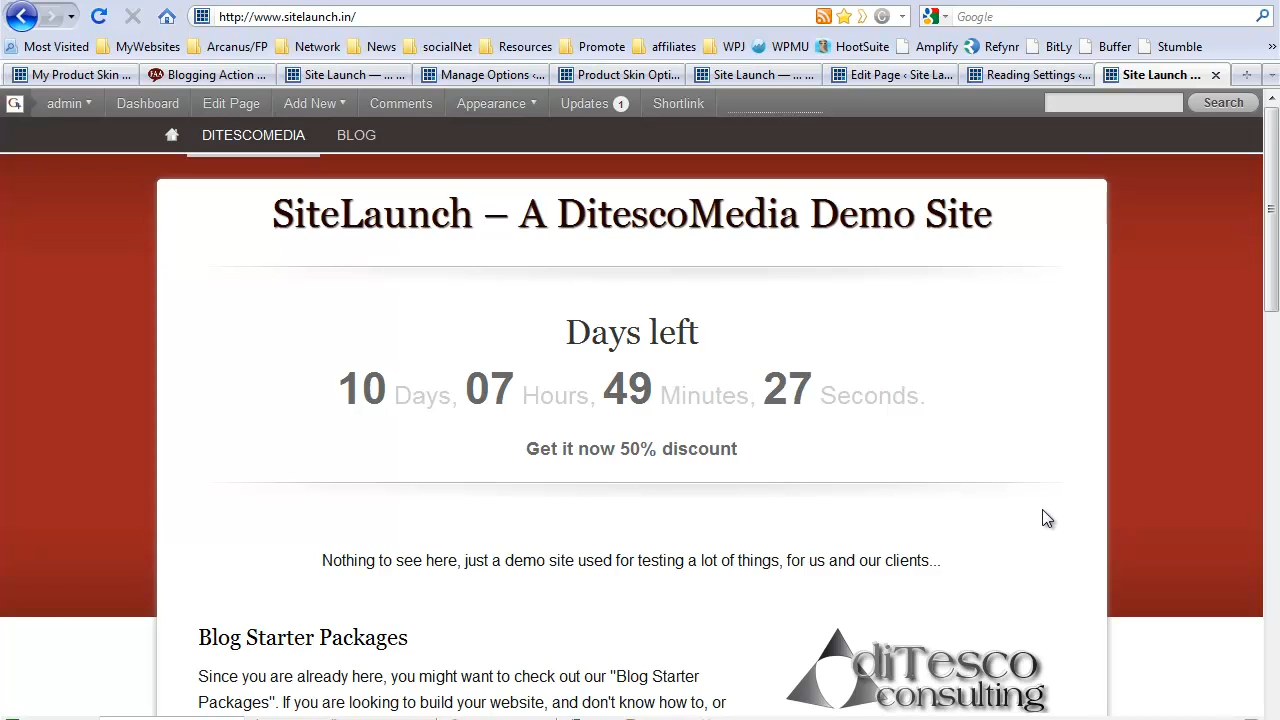 http://www.sitelaunch.in/
Google
Most Visited MyWebsites Arcanus/FP Network News socialNet Resources Promote affiliates WPJ WPMU HootSuite Amplify Refynr BitLy Buffer Stumble »
My Product Skin ... Blogging Action ... Site Launch — ... ... Manage Options <... Product Skin Opti... Site Launch — ... ... Edit Page < Site La... Reading Settings <... Site Launch ...
admin Dashboard Edit Page Add New Comments Appearance Updates 1 Shortlink Search
DITESCOMEDIA BLOG
SiteLaunch – A DitescoMedia Demo Site
Days left
10 Days, 07 Hours, 49 Minutes, 27 Seconds.
Get it now 50% discount
Nothing to see here, just a demo site used for testing a lot of things, for us and our clients...
Blog Starter Packages
Since you are already here, you might want to check out our "Blog Starter
Packages". If you are looking to build your website, and don't know how to, or
diTesco
consulting